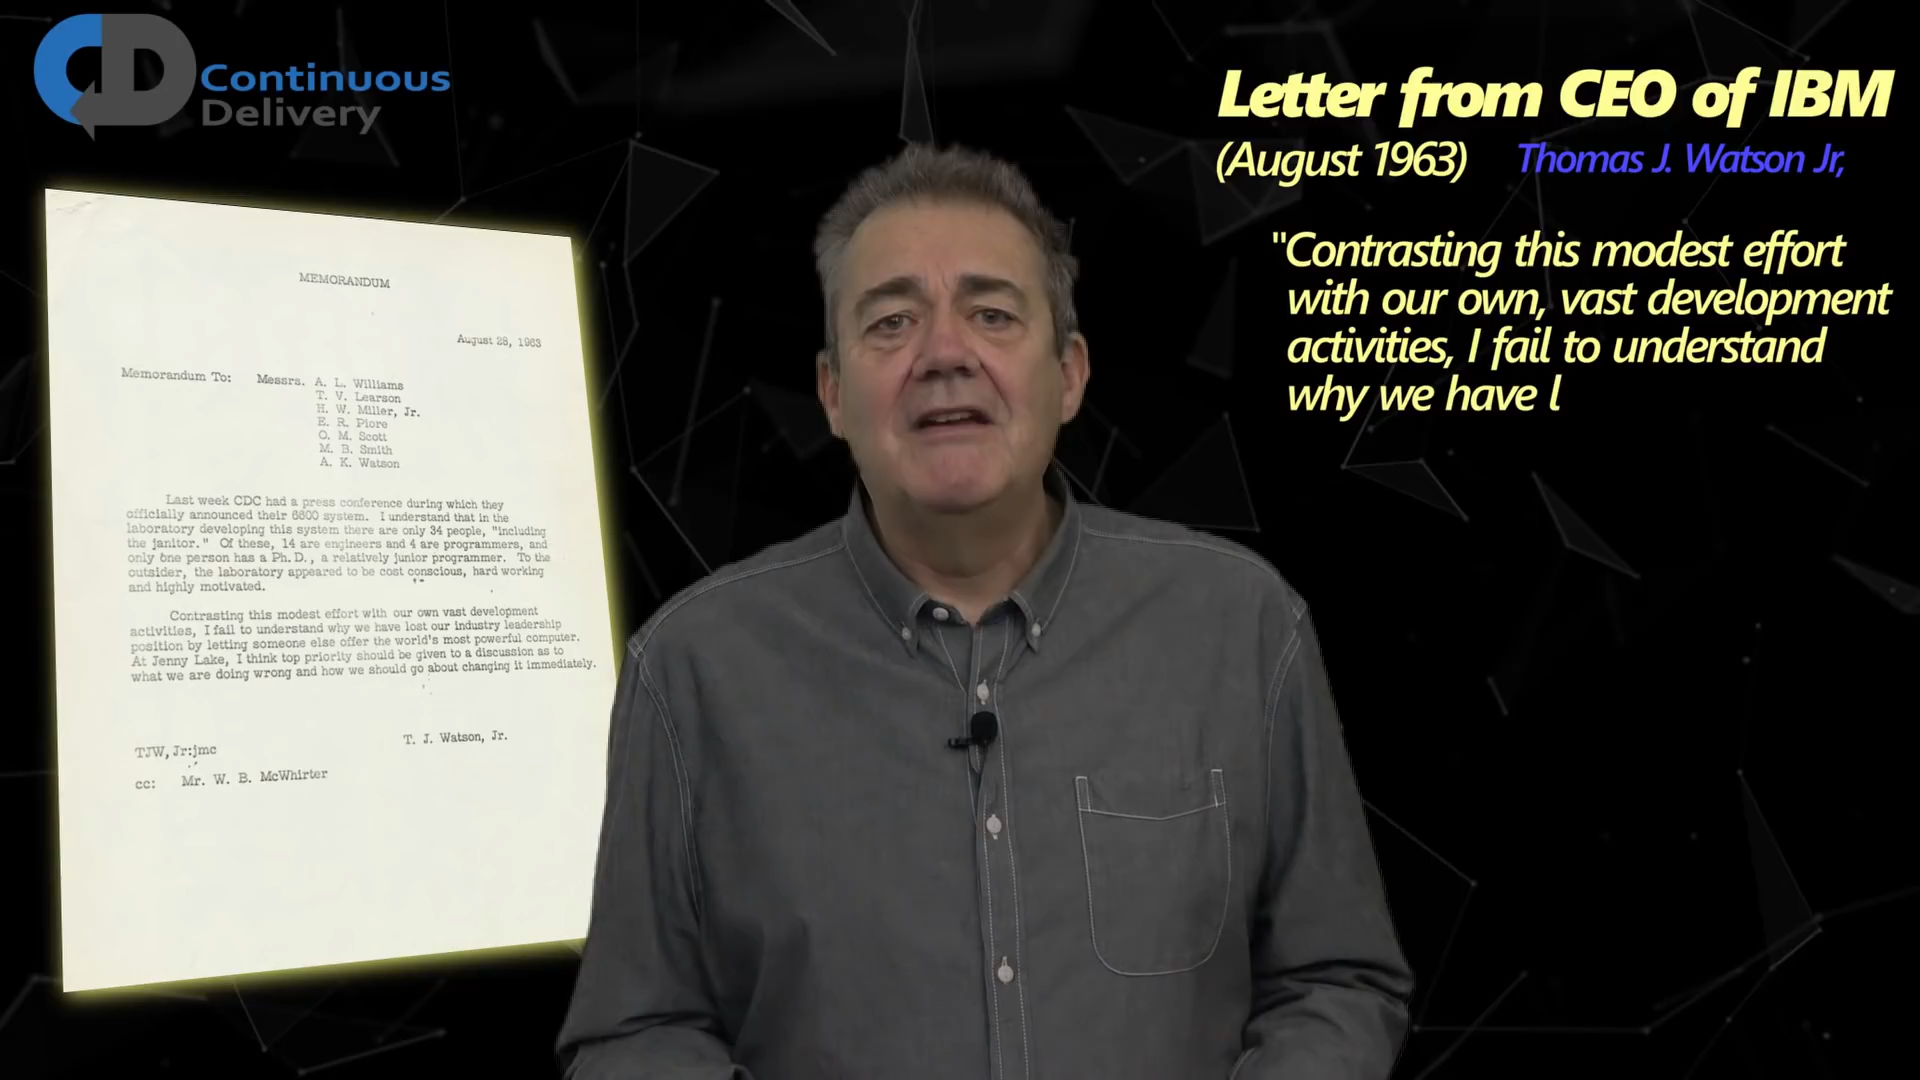 Continuous
Delivery
Letter from CEO of IBM
(August 1963) Thomas J. Watson Jr,
"Contrasting this modest effort
with our own, vast development
activities, I fail to understand
why we have l
MEMORANDUM
August 28, 1963
Memorandum To: Messrs. A. L. Williams
T. V. Learson
H. W. Miller, Jr.
E. R. Piore
O. M. Scott
M. B. Smith
A. K. Watson
Last week CDC had a press conference during which they
officially announced their 6600 system. I understand that in the
laboratory developing this system there are only 34 people, "including
the janitor." Of these, 14 are engineers and 4 are programmers, and
only one person has a Ph. D., a relatively junior programmer. To the
outsider, the laboratory appeared to be cost conscious, hard working
and highly motivated.
Contrasting this modest effort with our own vast development
activities, I fail to understand why we have lost our industry leadership
position by letting someone else offer the world's most powerful computer.
At Jenny Lake, I think top priority should be given to a discussion as to
what we are doing wrong and how we should go about changing it immediately.
T. J. Watson, Jr.
TJW, Jr:jmc
cc: Mr. W. B. McWhirter